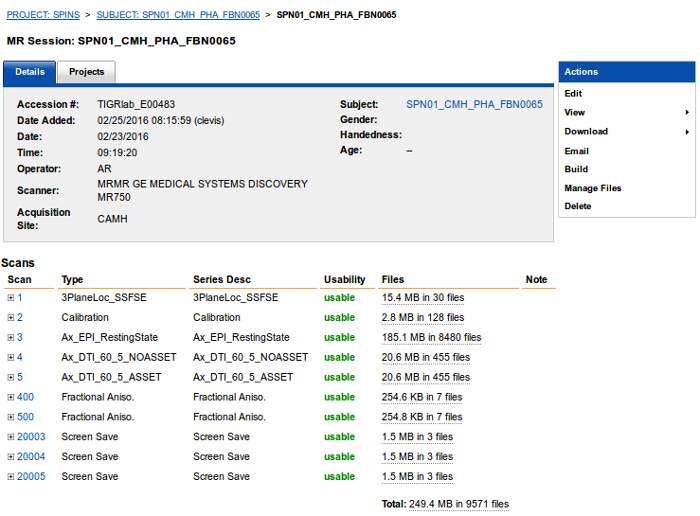 PROJECT: SPINS > SUBJECT: SPN01_CMH_PHA_FBN0065 > SPN01_CMH_PHA_FBN0065
MR Session: SPN01_CMH_PHA_FBN0065
Details Projects
Accession #: TIGRlab_E00483
Date Added: 02/25/2016 08:15:59 (clevis)
Date: 02/23/2016
Time: 09:19:20
Operator: AR
Scanner: MRMR GE MEDICAL SYSTEMS DISCOVERY
MR750
Acquisition
Site: CAMH
Subject: SPN01_CMH_PHA_FBN0065
Gender:
Handedness:
Age: --
Actions
Edit
View
Download
Email
Build
Manage Files
Delete
Scans
Scan Type Series Desc Usability Files Note
1 3PlaneLoc_SSFSE 3PlaneLoc_SSFSE usable 15.4 MB in 30 files
2 Calibration Calibration usable 2.8 MB in 128 files
3 Ax_EPI_RestingState Ax_EPI_RestingState usable 185.1 MB in 8480 files
4 Ax_DTI_60_5_NOASSET Ax_DTI_60_5_NOASSET usable 20.6 MB in 455 files
5 Ax_DTI_60_5_ASSET Ax_DTI_60_5_ASSET usable 20.6 MB in 455 files
400 Fractional Aniso. Fractional Aniso. usable 254.6 KB in 7 files
500 Fractional Aniso. Fractional Aniso. usable 254.8 KB in 7 files
20003 Screen Save Screen Save usable 1.5 MB in 3 files
20004 Screen Save Screen Save usable 1.5 MB in 3 files
20005 Screen Save Screen Save usable 1.5 MB in 3 files
Total: 249.4 MB in 9571 files